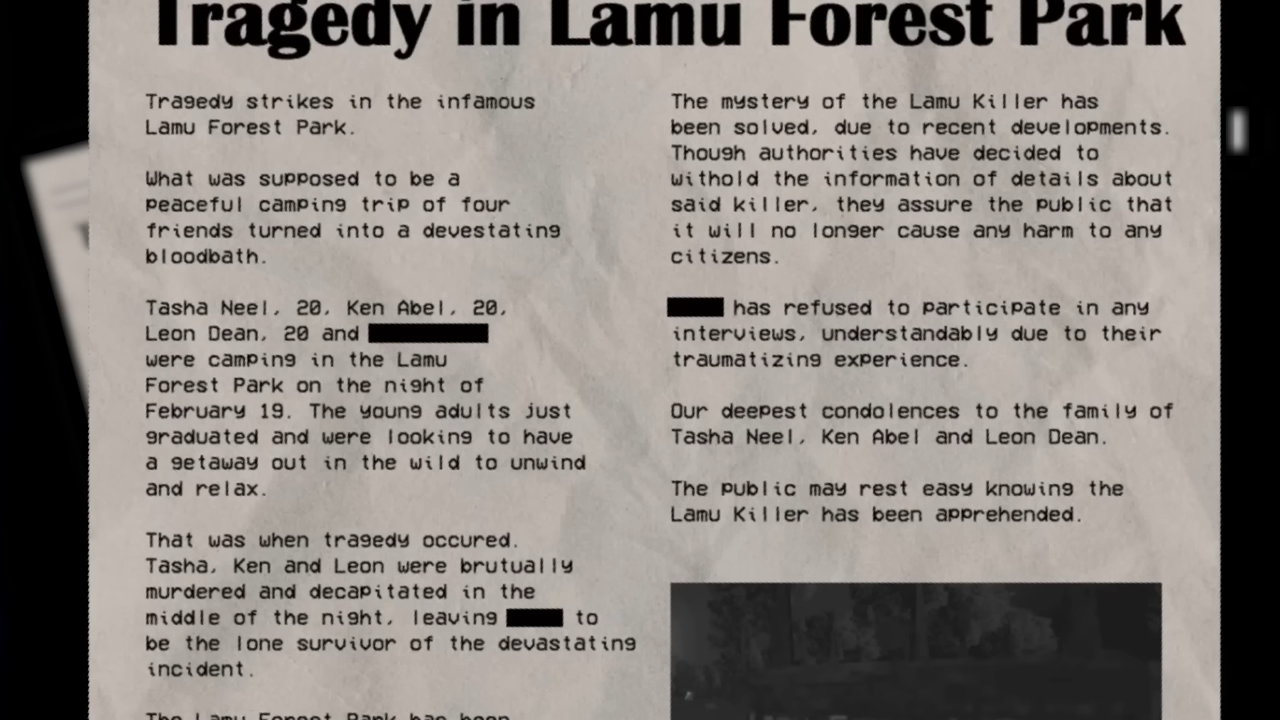 Tragedy in Lamu Forest Park
Tragedy strikes in the infamous
Lamu Forest Park.
What was supposed to be a
peaceful camping trip of four
friends turned into a devestating
bloodbath.
Tasha Neel, 20, Ken Abel, 20,
Leon Dean, 20 and
were camping in the Lamu
Forest Park on the night of
February 19. The young adults just
graduated and were looking to have
a getaway out in the wild to unwind
and relax.
That was when tragedy occured.
Tasha, Ken and Leon were brutually
murdered and decapitated in the
middle of the night, leaving to
be the lone survivor of the devastating
incident.
The Lamu Forest Park has been
The mystery of the Lamu Killer has
been solved, due to recent developments.
Though authorities have decided to
withold the information of details about
said killer, they assure the public that
it will no longer cause any harm to any
citizens.
has refused to participate in any
interviews, understandably due to their
traumatizing experience.
Our deepest condolences to the family of
Tasha Neel, Ken Abel and Leon Dean.
The public may rest easy knowing the
Lamu Killer has been apprehended.